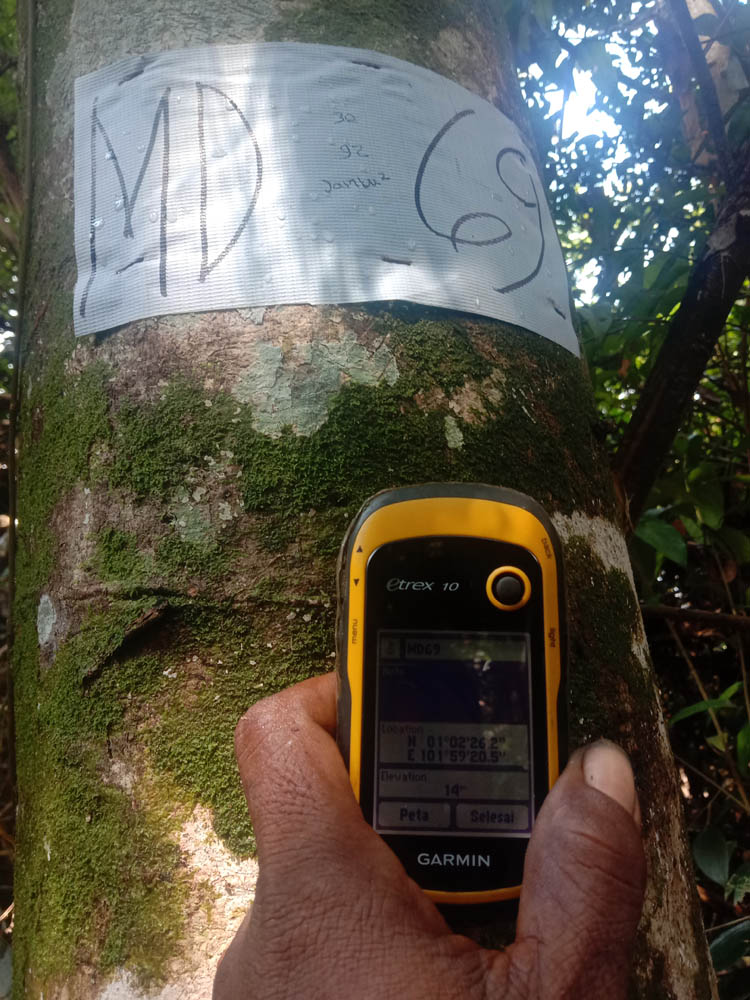 MD
30
92
Jambu²
69
etrex 10
menu
back
light
MD69
Note
Location
N 01°02'26.2"
E 101°59'20.5"
Elevation
14m
Peta Selesai
GARMIN